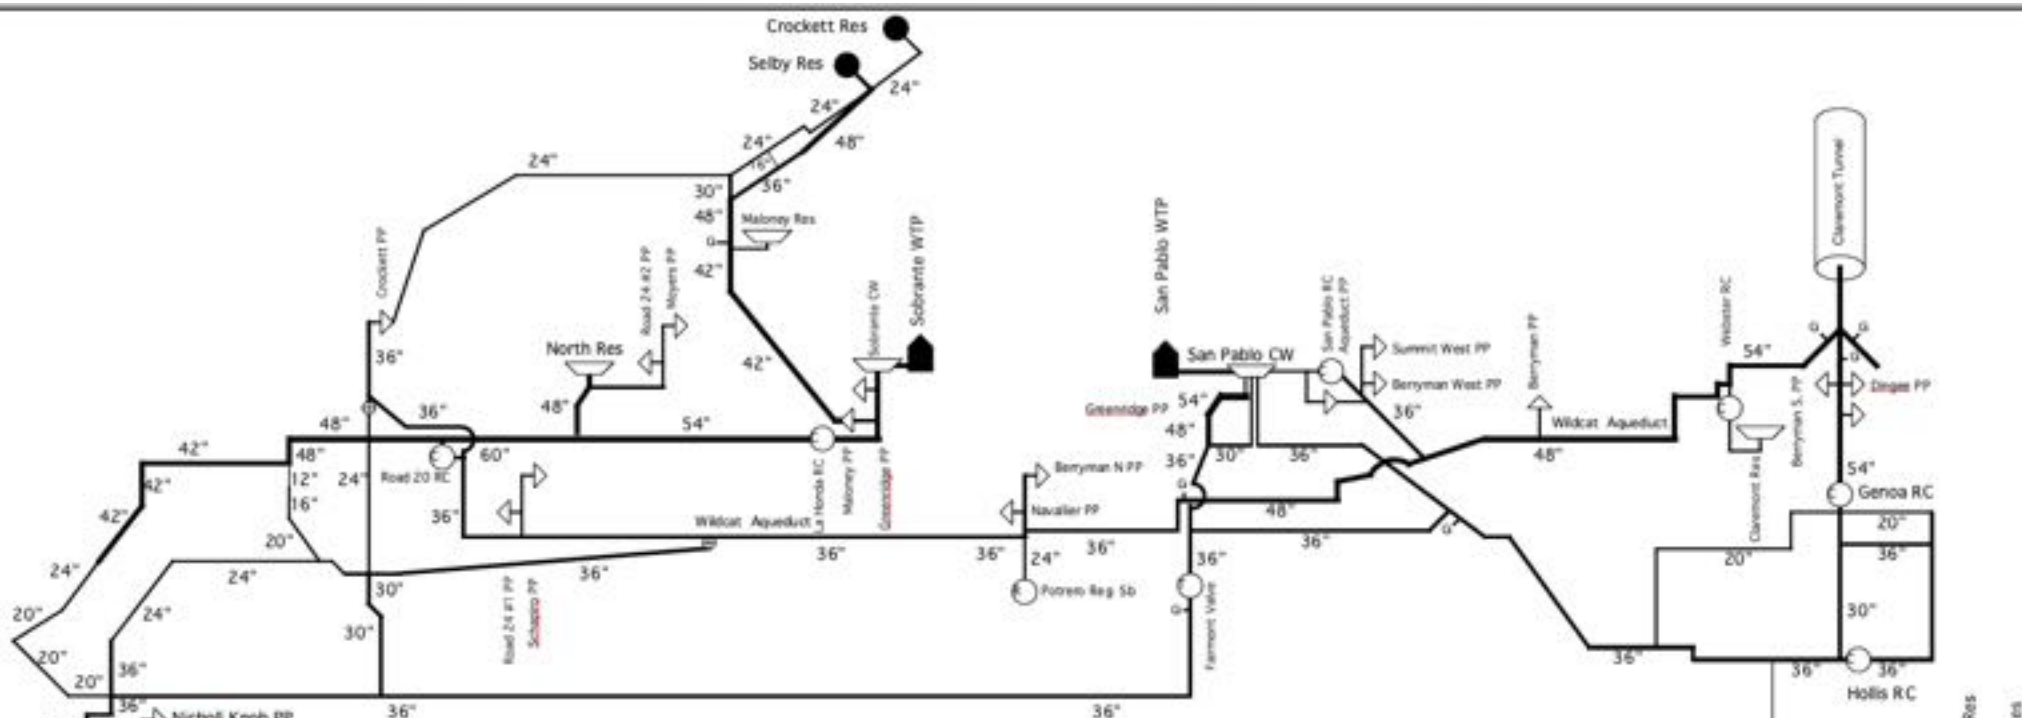 Crockett Res
Selby Res
24"
24"
24"
48"
24"
36"
30"
48"
Maloney Res
G
42"
Crockett PP
36"
Road 24 #2 PP
Moyers PP
North Res
48"
42"
Sobrante CW
Sobrante WTP
San Pablo WTP
San Pablo CW
San Pablo RC
Aqueduct PP
Summit West PP
Berryman West PP
36"
Berryman PP
Webster RC
Claremont Tunnel
54"
G
G
G
Dingee PP
Berryman S. PP
Greenridge PP
54"
48"
36"
30"
36"
G
Wildcat Aqueduct
48"
Claremont Res
54"
Genoa RC
48"
36"
54"
42"
48"
60"
Road 20 RC
12"
24"
16"
42"
42"
36"
La Honda RC
Maloney PP
Greenridge PP
Berryman N PP
Navalier PP
Wildcat Aqueduct
36"
36"
36"
24"
Potrero Reg. Sb
48"
36"
G
36"
20"
36"
20"
20"
24"
24"
30"
36"
Road 24 #1 PP
Schapiro PP
Fairmont Valve
G
24"
20"
24"
30"
20"
36"
20"
36"
Nicholl Knob PP
36"
36"
36"
30"
36"
36"
Hollis RC
Res